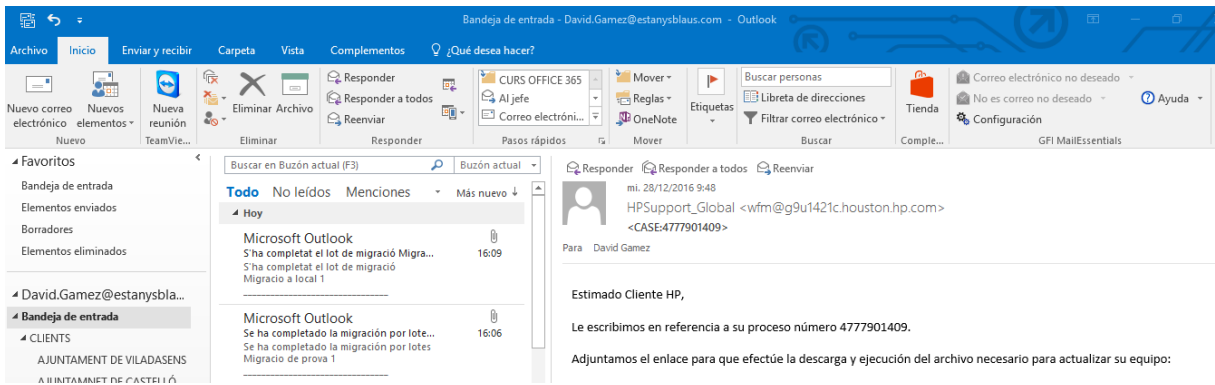 Bandeja de entrada - David.Gamez@estanysblaus.com - Outlook
Archivo Inicio Enviar y recibir Carpeta Vista Complementos ¿Qué desea hacer?
Nuevo correo electrónico
Nuevos elementos
Nuevo
Nueva reunión
TeamVie...
Eliminar Archivo
Eliminar
Responder
Responder a todos
Reenviar
Responder
CURS OFFICE 365
Al jefe
Correo electróni...
Pasos rápidos
Mover
Reglas
OneNote
Mover
Etiquetas
Buscar personas
Libreta de direcciones
Filtrar correo electrónico
Buscar
Tienda
Comple...
Correo electrónico no deseado
No es correo no deseado
Configuración
Ayuda
GFI MailEssentials
Favoritos
Bandeja de entrada
Elementos enviados
Borradores
Elementos eliminados
David.Gamez@estanysbla...
Bandeja de entrada
CLIENTS
AJUNTAMENT DE VILADASENS
AJUNTAMNET DE CASTELLÓ
Buscar en Buzón actual (F3) Buzón actual
Todo No leídos Menciones Más nuevo
Hoy
Microsoft Outlook
S'ha completat el lot de migració Migra... 16:09
S'ha completat el lot de migració
Migracio a local 1
Microsoft Outlook
Se ha completado la migración por lote... 16:06
Se ha completado la migración por lotes
Migracio de prova 1
Responder Responder a todos Reenviar
mi. 28/12/2016 9:48
HPSupport_Global <wfm@g9u1421c.houston.hp.com>
<CASE:4777901409>
Para David Gamez
Estimado Cliente HP,
Le escribimos en referencia a su proceso número 4777901409.
Adjuntamos el enlace para que efectúe la descarga y ejecución del archivo necesario para actualizar su equipo: